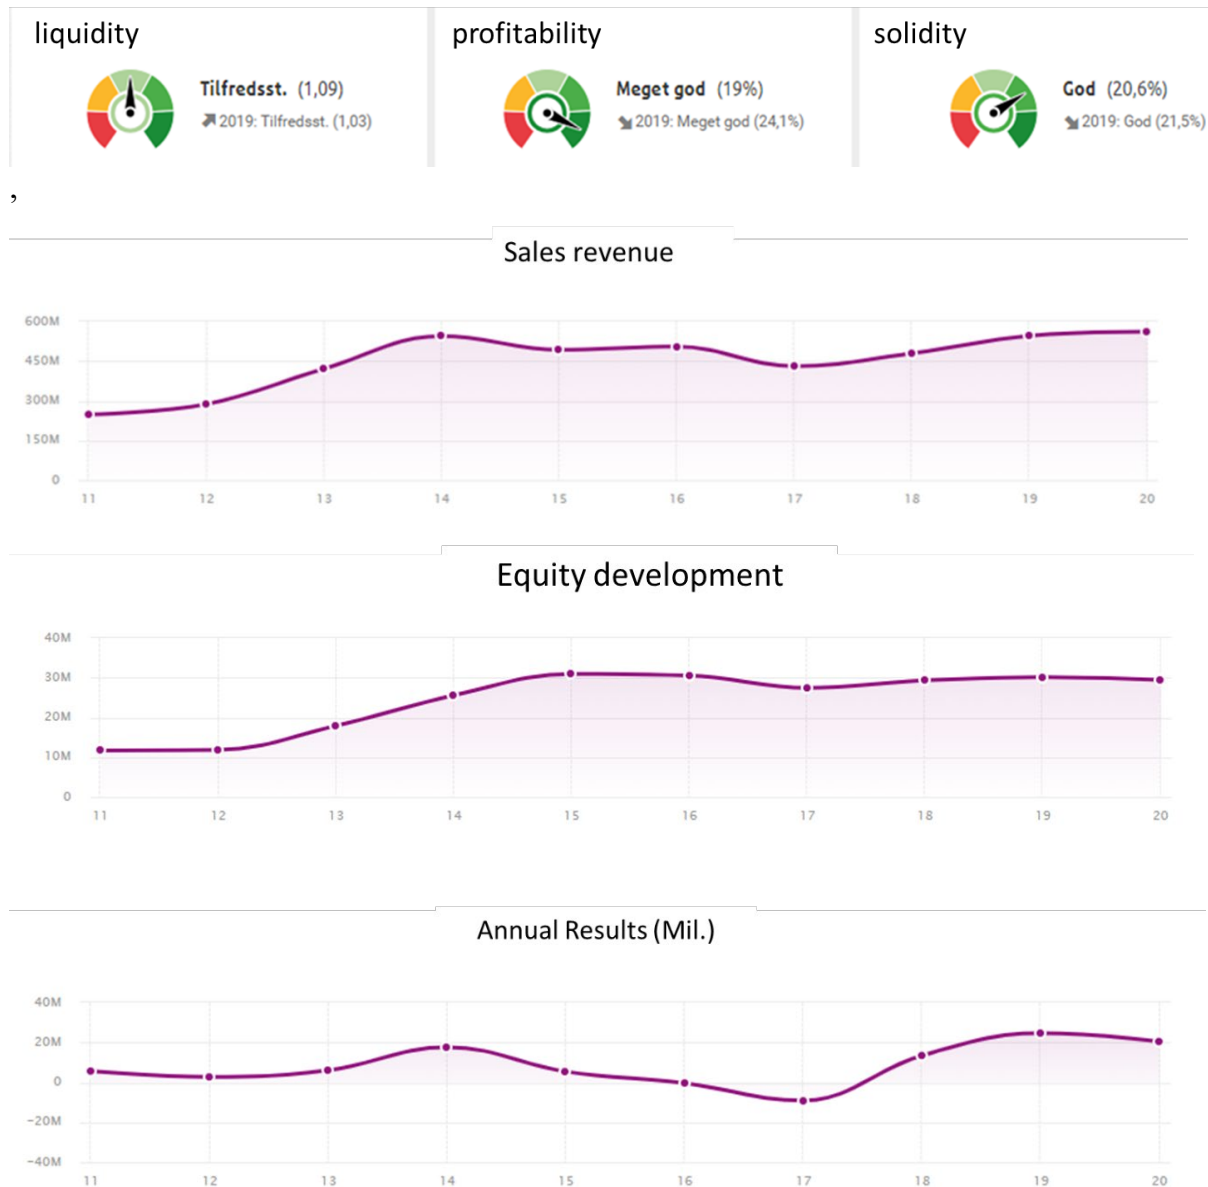 liquidity
Tilfredsst. (1,09)
2019: Tilfredsst. (1,03)
profitability
Meget god (19%)
2019: Meget god (24,1%)
solidity
God (20,6%)
2019: God (21,5%)
,
Sales revenue
600M
450M
300M
150M
0
11 12 13 14 15 16 17 18 19 20
Equity development
40M
30M
20M
10M
0
11 12 13 14 15 16 17 18 19 20
Annual Results (Mil.)
40M
20M
0
-20M
-40M
11 12 13 14 15 16 17 18 19 20